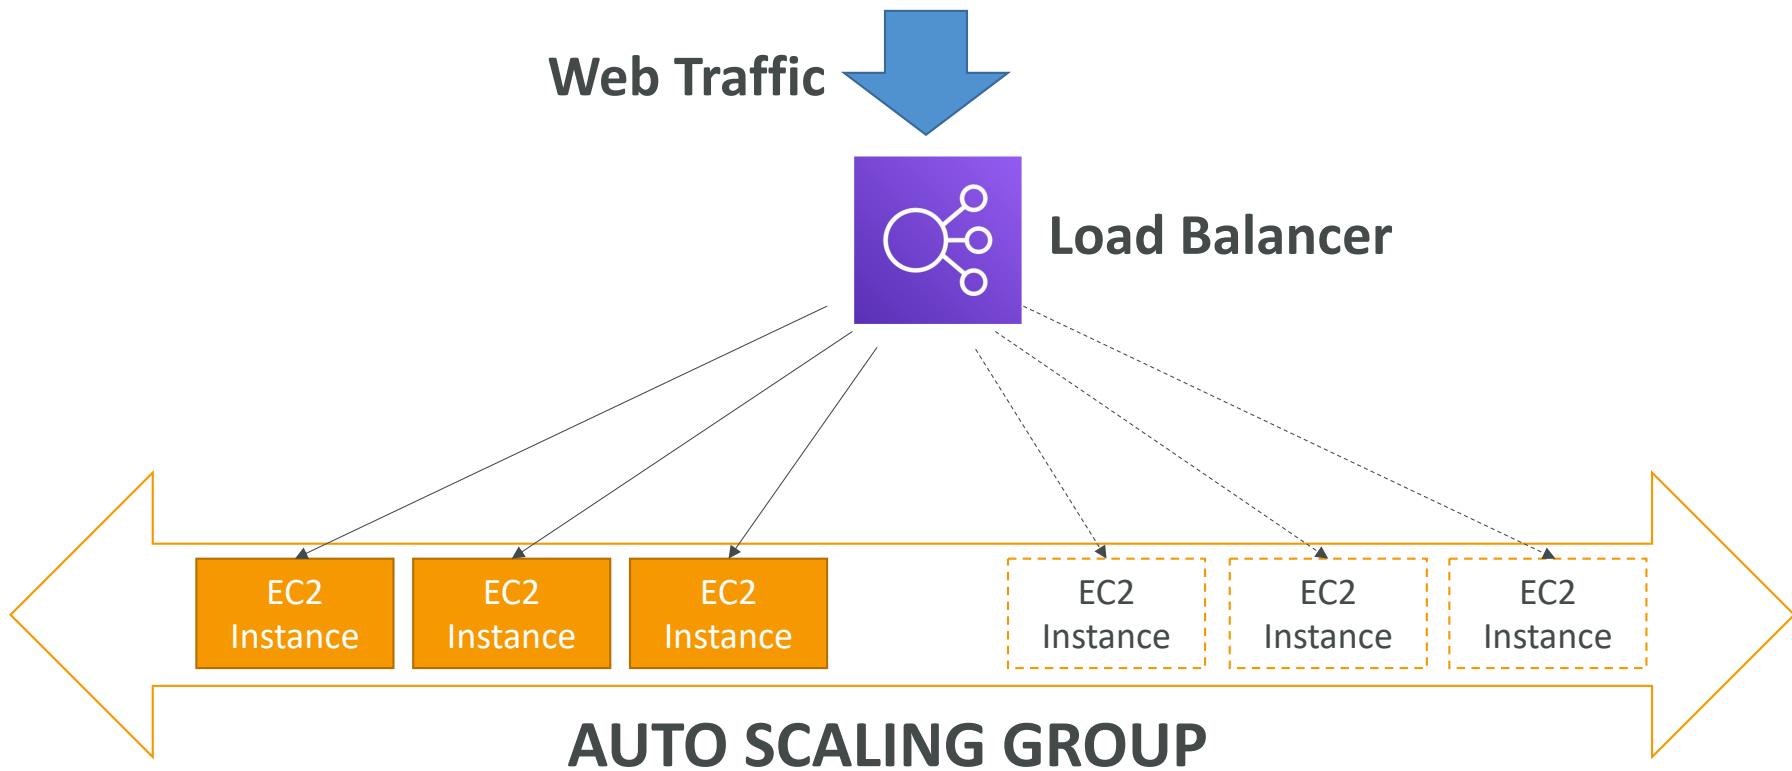 Web Traffic
Load Balancer
EC2
Instance
EC2
Instance
EC2
Instance
EC2
Instance
EC2
Instance
EC2
Instance
AUTO SCALING GROUP